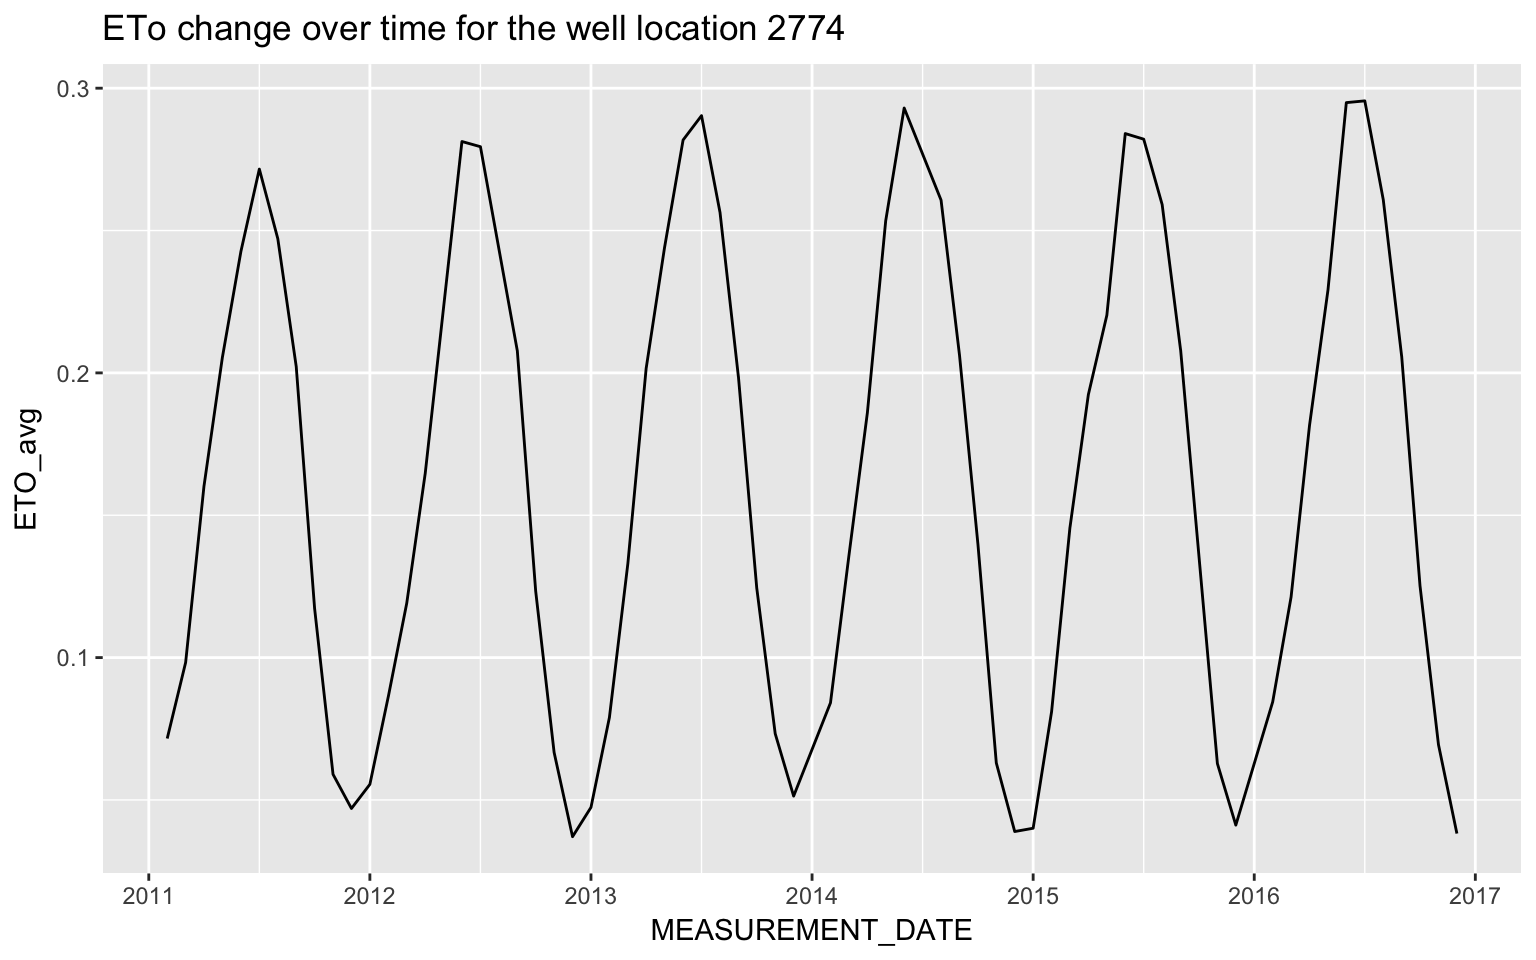 ETo change over time for the well location 2774
0.3
0.2
0.1
ETO_avg
2011 2012 2013 2014 2015 2016 2017
MEASUREMENT_DATE